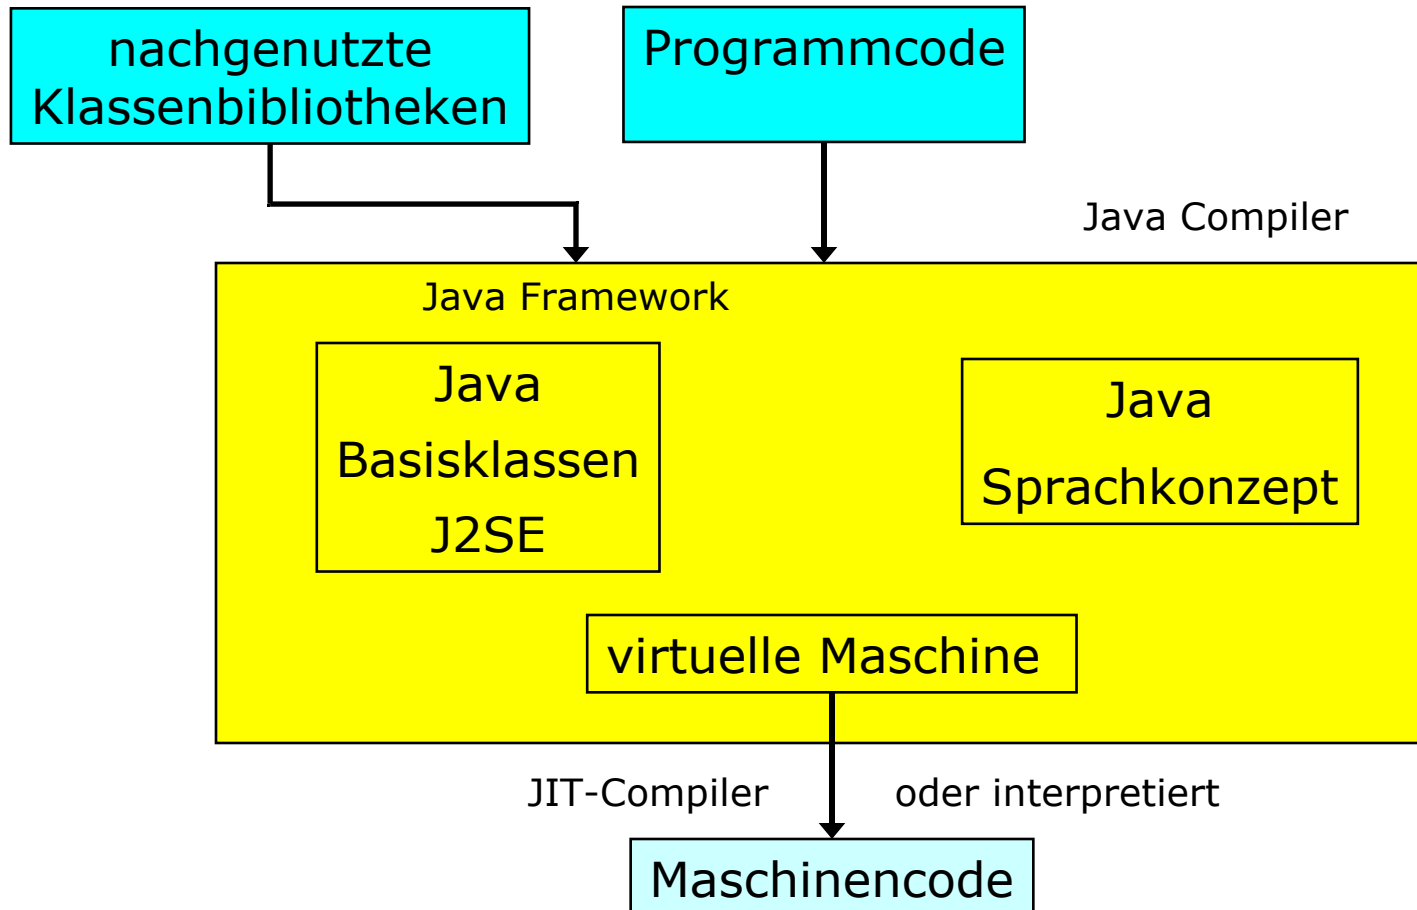 nachgenutzte
Klassenbibliotheken
Programmcode
Java Compiler
Java Framework
Java
Basisklassen
J2SE
Java
Sprachkonzept
virtuelle Maschine
JIT-Compiler
oder interpretiert
Maschinencode